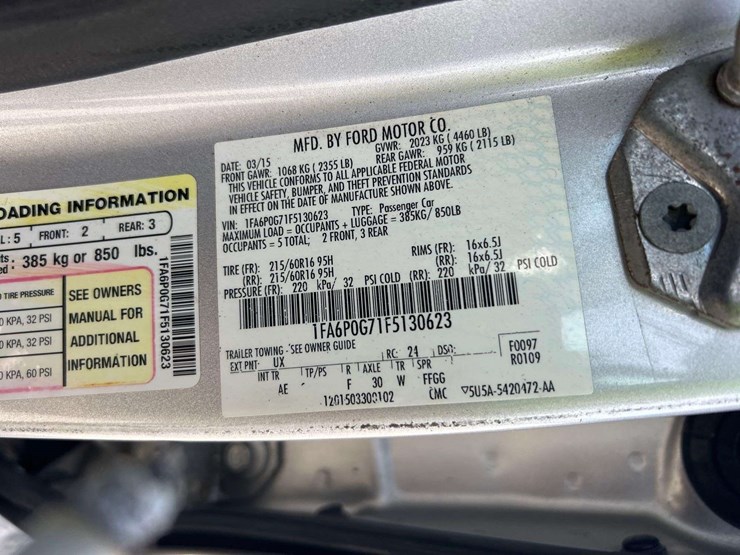 OADING INFORMATION
L: 5 FRONT: 2 REAR: 3
ts
ed: 385 kg or 850 lbs.
TIRE PRESSURE
KPA, 32 PSI
KPA, 32 PSI
KPA, 60 PSI
SEE OWNERS
MANUAL FOR
ADDITIONAL
INFORMATION
1FA6P0G71F5130623
MFD. BY FORD MOTOR CO.
DATE: 03/15 GVWR: 2023 KG ( 4460 LB)
FRONT GAWR: 1068 KG ( 2355 LB) REAR GAWR: 959 KG ( 2115 LB)
THIS VEHICLE CONFORMS TO ALL APPLICABLE FEDERAL MOTOR
VEHICLE SAFETY, BUMPER, AND THEFT PREVENTION STANDARDS
IN EFFECT ON THE DATE OF MANUFACTURE SHOWN ABOVE.
VIN: 1FA6P0G71F5130623 TYPE: Passenger Car
MAXIMUM LOAD = OCCUPANTS + LUGGAGE = 385KG/ 850LB
OCCUPANTS = 5 TOTAL; 2 FRONT, 3 REAR
TIRE (FR): 215/60R16 95H RIMS (FR): 16x6.5J
(RR): 215/60R16 95H (RR): 16x6.5J
PRESSURE (FR): 220 kPa/ 32 PSI COLD (RR): 220 kPa/ 32 PSI COLD
1FA6P0G71F5130623
TRAILER TOWING - SEE OWNER GUIDE
EXT PNT: UX RC: 24 DSO: F0097
INT TR TP/PS R AXLE TR SPR R0109
AE F 30 W FFGG
1201503300102 CMC ▽5U5A-5420472-AA